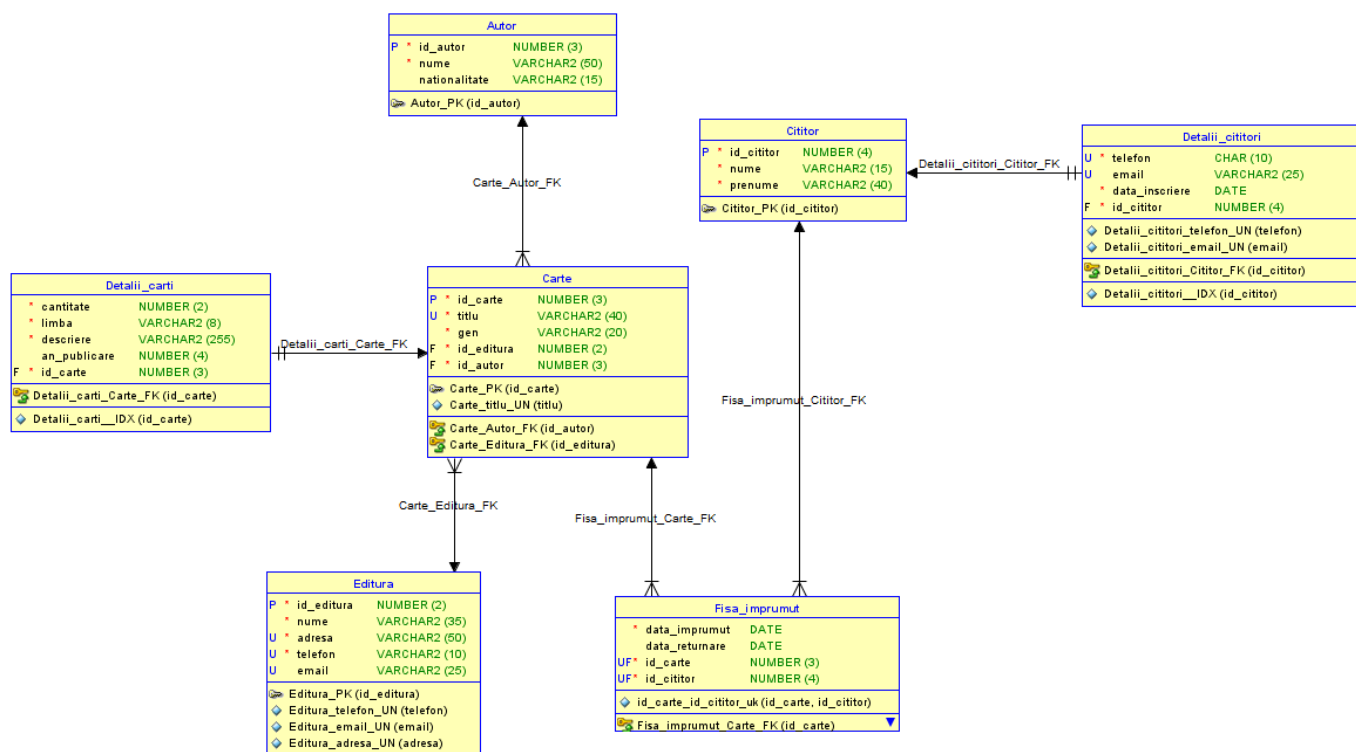 Autor
P * id_autor NUMBER (3)
* nume VARCHAR2 (50)
nationalitate VARCHAR2 (15)
Autor_PK (id_autor)
Cititor
P * id_cititor NUMBER (4)
* nume VARCHAR2 (15)
* prenume VARCHAR2 (40)
Cititor_PK (id_cititor)
Detalii_cititori_Cititor_FK
Detalii_cititori
U * telefon CHAR (10)
U email VARCHAR2 (25)
* data_inscriere DATE
F * id_cititor NUMBER (4)
Detalii_cititori_telefon_UN (telefon)
Detalii_cititori_email_UN (email)
Detalii_cititori_Cititor_FK (id_cititor)
Detalii_cititori__IDX (id_cititor)
Carte_Autor_FK
Detalii_carti
* cantitate NUMBER (2)
* limba VARCHAR2 (8)
* descriere VARCHAR2 (255)
an_publicare NUMBER (4)
F * id_carte NUMBER (3)
Detalii_carti_Carte_FK (id_carte)
Detalii_carti__IDX (id_carte)
Detalii_carti_Carte_FK
Carte
P * id_carte NUMBER (3)
U * titlu VARCHAR2 (40)
* gen VARCHAR2 (20)
F * id_editura NUMBER (2)
F * id_autor NUMBER (3)
Carte_PK (id_carte)
Carte_titlu_UN (titlu)
Carte_Autor_FK (id_autor)
Carte_Editura_FK (id_editura)
Fisa_imprumut_Cititor_FK
Carte_Editura_FK
Fisa_imprumut_Carte_FK
Editura
P * id_editura NUMBER (2)
* nume VARCHAR2 (35)
U * adresa VARCHAR2 (50)
U * telefon VARCHAR2 (10)
U email VARCHAR2 (25)
Editura_PK (id_editura)
Editura_telefon_UN (telefon)
Editura_email_UN (email)
Editura_adresa_UN (adresa)
Fisa_imprumut
* data_imprumut DATE
data_returnare DATE
UF* id_carte NUMBER (3)
UF* id_cititor NUMBER (4)
id_carte_id_cititor_uk (id_carte, id_cititor)
Fisa_imprumut_Carte_FK (id_carte)